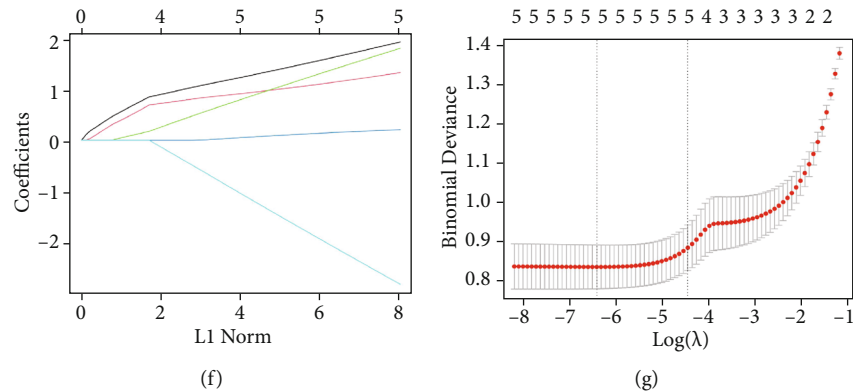 0 4 5 5 5
Coefficients
2
1
0
−1
−2
0 2 4 6 8
L1 Norm
(f)
5 5 5 5 5 5 5 5 5 5 4 3 3 3 3 2 2
Binomial Deviance
1.4
1.3
1.2
1.1
1.0
0.9
0.8
−8 −7 −6 −5 −4 −3 −2 −1
Log(λ)
(g)